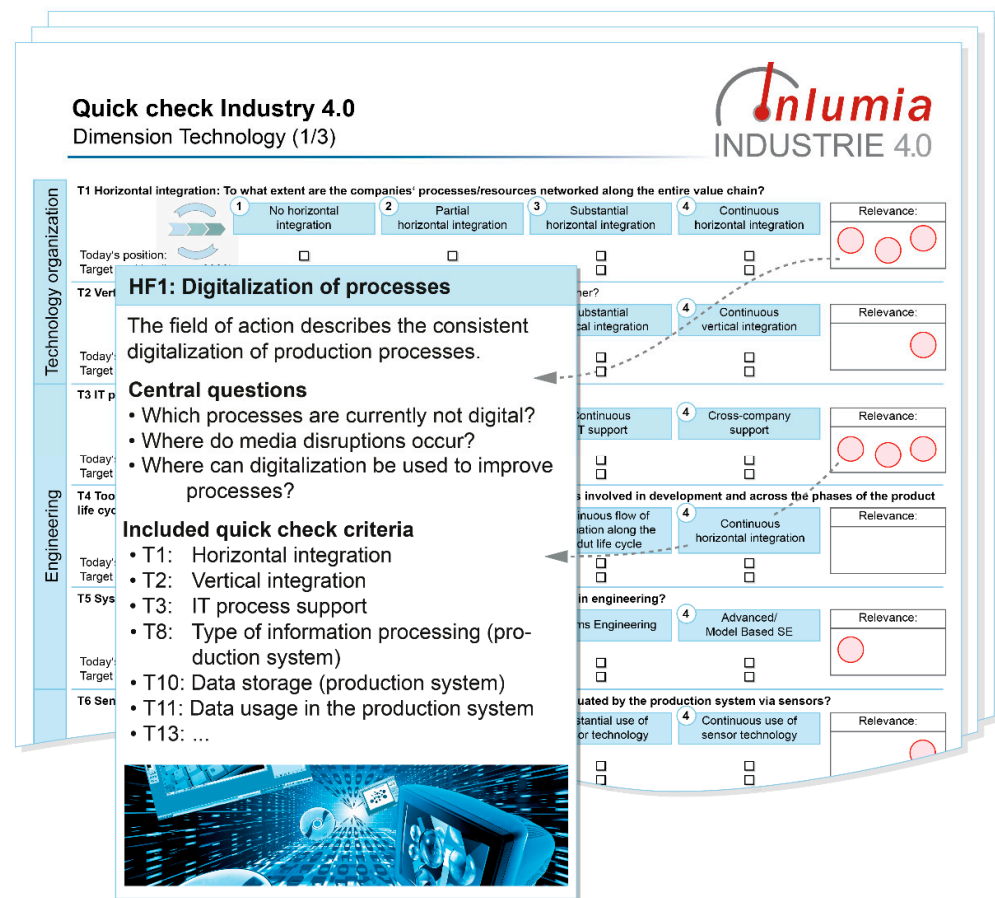 Quick check Industry 4.0
Dimension Technology (1/3)
Inlumia
INDUSTRIE 4.0
Technology organization
T1 Horizontal integration: To what extent are the companies' processes/resources networked along the entire value chain?
1 No horizontal
integration
2 Partial
horizontal integration
3 Substantial
horizontal integration
4 Continuous
horizontal integration
Relevance:
Today's position:
Target
T2 Vert
her?
ubstantial
cal integration
4 Continuous
vertical integration
Relevance:
Today's
Target
T3 IT p
Continuous
T support
4 Cross-company
support
Relevance:
Today's
Target
Engineering
T4 Too
s involved in development and across the phases of the product
life cyc
inuous flow of
nation along the
dut life cycle
4 Continuous
horizontal integration
Relevance:
Today's
Target
T5 Sys
in engineering?
ms Engineering
4 Advanced/
Model Based SE
Relevance:
Today's
Target
T6 Sen
uated by the production system via sensors?
stantial use of
or technology
4 Continuous use of
sensor technology
Relevance:
HF1: Digitalization of processes
The field of action describes the consistent
digitalization of production processes.
Central questions
• Which processes are currently not digital?
• Where do media disruptions occur?
• Where can digitalization be used to improve
processes?
Included quick check criteria
• T1: Horizontal integration
• T2: Vertical integration
• T3: IT process support
• T8: Type of information processing (pro-
duction system)
• T10: Data storage (production system)
• T11: Data usage in the production system
• T13: ...